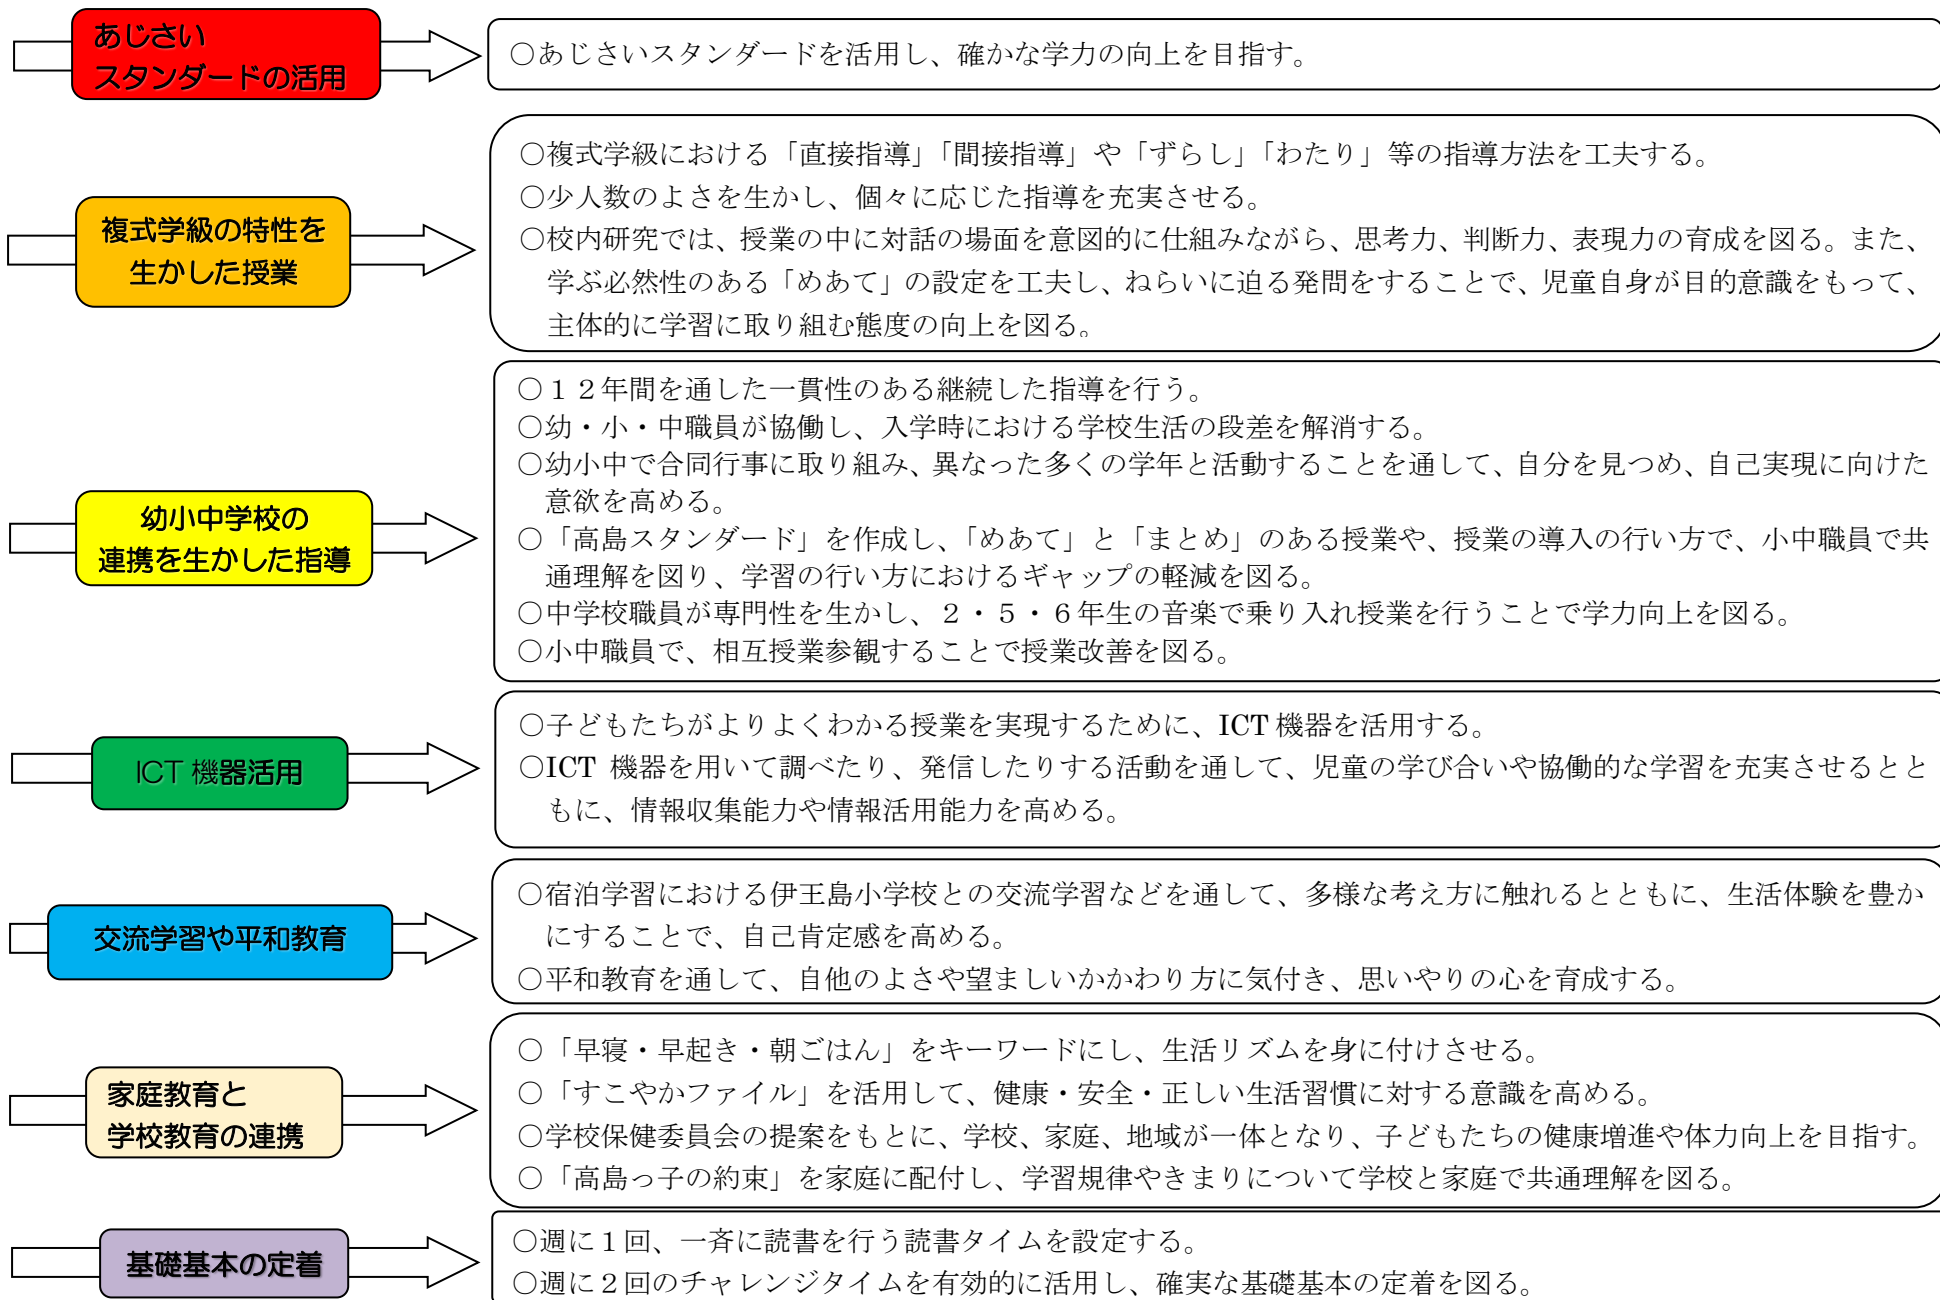 あじさい
スタンダードの活用
○あじさいスタンダードを活用し、確かな学力の向上を目指す。
複式学級の特性を
生かした授業
○複式学級における「直接指導」「間接指導」や「ずらし」「わたり」等の指導方法を工夫する。
○少人数のよさを生かし、個々に応じた指導を充実させる。
○校内研究では、授業の中に対話の場面を意図的に仕組みながら、思考力、判断力、表現力の育成を図る。また、
学ぶ必然性のある「めあて」の設定を工夫し、ねらいに迫る発問をすることで、児童自身が目的意識をもって、
主体的に学習に取り組む態度の向上を図る。
幼小中学校の
連携を生かした指導
○１２年間を通した一貫性のある継続した指導を行う。
○幼・小・中職員が協働し、入学時における学校生活の段差を解消する。
○幼小中で合同行事に取り組み、異なった多くの学年と活動することを通して、自分を見つめ、自己実現に向けた
意欲を高める。
○「高島スタンダード」を作成し、「めあて」と「まとめ」のある授業や、授業の導入の行い方で、小中職員で共
通理解を図り、学習の行い方におけるギャップの軽減を図る。
○中学校職員が専門性を生かし、２・５・６年生の音楽で乗り入れ授業を行うことで学力向上を図る。
○小中職員で、相互授業参観することで授業改善を図る。
ICT 機器活用
○子どもたちがよりよくわかる授業を実現するために、ICT 機器を活用する。
○ICT 機器を用いて調べたり、発信したりする活動を通して、児童の学び合いや協働的な学習を充実させるとと
もに、情報収集能力や情報活用能力を高める。
交流学習や平和教育
○宿泊学習における伊王島小学校との交流学習などを通して、多様な考え方に触れるとともに、生活体験を豊か
にすることで、自己肯定感を高める。
○平和教育を通して、自他のよさや望ましいかかわり方に気付き、思いやりの心を育成する。
家庭教育と
学校教育の連携
○「早寝・早起き・朝ごはん」をキーワードにし、生活リズムを身に付けさせる。
○「すこやかファイル」を活用して、健康・安全・正しい生活習慣に対する意識を高める。
○学校保健委員会の提案をもとに、学校、家庭、地域が一体となり、子どもたちの健康増進や体力向上を目指す。
○「高島っ子の約束」を家庭に配付し、学習規律やきまりについて学校と家庭で共通理解を図る。
基礎基本の定着
○週に１回、一斉に読書を行う読書タイムを設定する。
○週に２回のチャレンジタイムを有効的に活用し、確実な基礎基本の定着を図る。